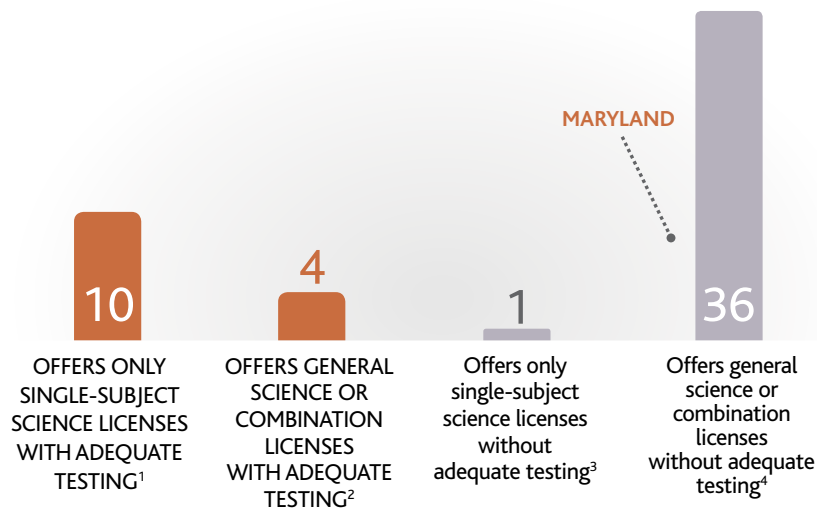 MARYLAND
10
4
1
36
OFFERS ONLY
SINGLE-SUBJECT
SCIENCE LICENSES
WITH ADEQUATE
TESTING¹
OFFERS GENERAL
SCIENCE OR
COMBINATION
LICENSES
WITH ADEQUATE
TESTING²
Offers only
single-subject
science licenses
without
adequate testing³
Offers general
science or
combination
licenses
without adequate
testing⁴